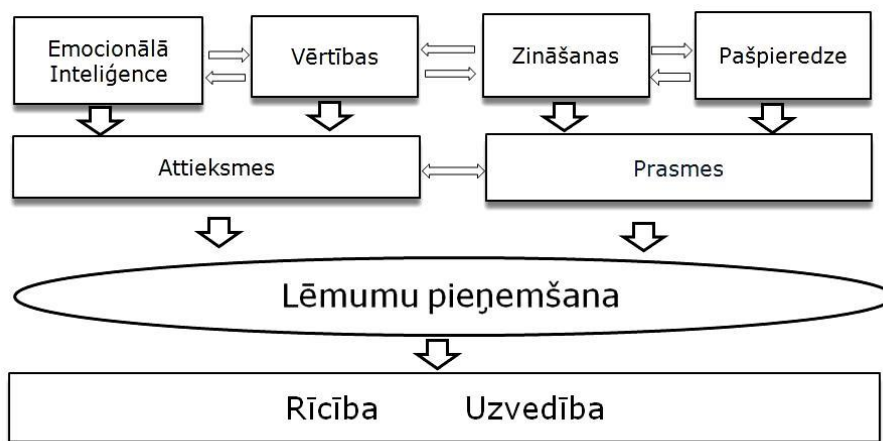 Emocionālā
Inteliģence
Vērtības
Zināšanas
Pašpieredze
Attieksmes
Prasmes
Lēmumu pieņemšana
Rīcība Uzvedība